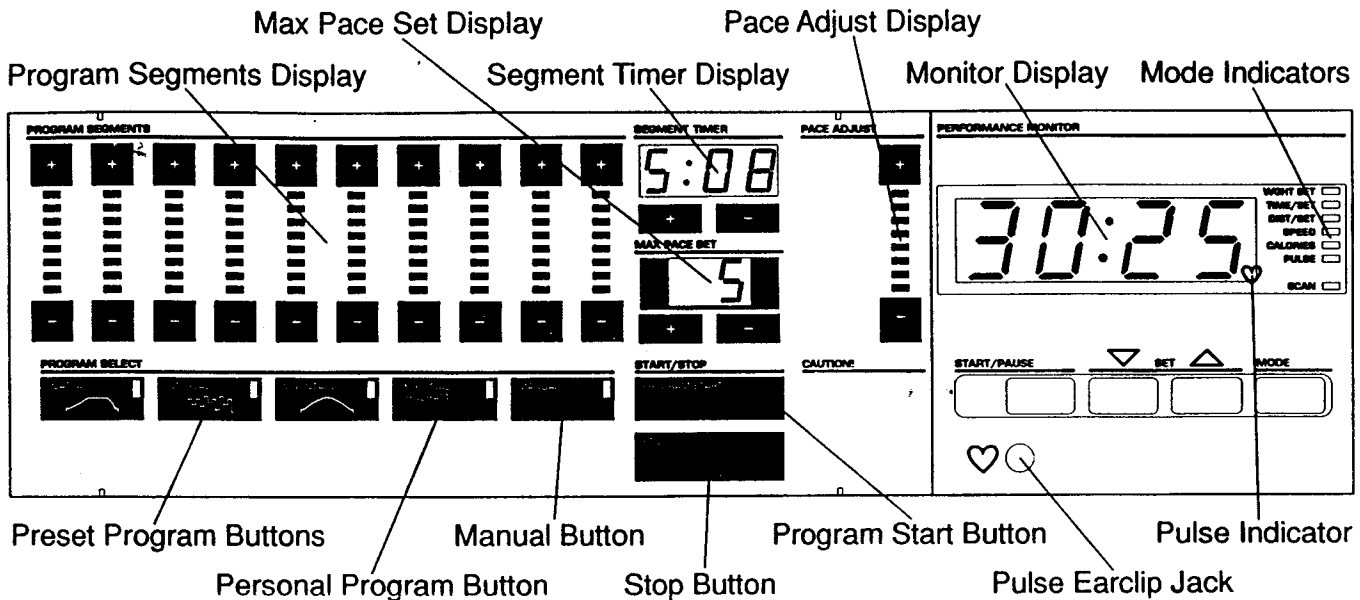 Max Pace Set Display
Pace Adjust Display
Program Segments Display
Segment Timer Display
Monitor Display
Mode Indicators
PROGRAM SEGMENTS
SEGMENT TIMER
PACE ADJUST
PERFORMANCE MONITOR
+ + + + + + + + + +
+
5:08
+ -
30:25
WGHT SET
TIME/SET
DIST/SET
SPEED
CALORIES
PULSE
SCAN
MAX PACE SET
5
- - - - - - - - - -
+ -
-
PROGRAM SELECT
START/STOP
CAUTION!
START/PAUSE
SET
MODE
Preset Program Buttons
Manual Button
Program Start Button
Pulse Indicator
Personal Program Button
Stop Button
Pulse Earclip Jack